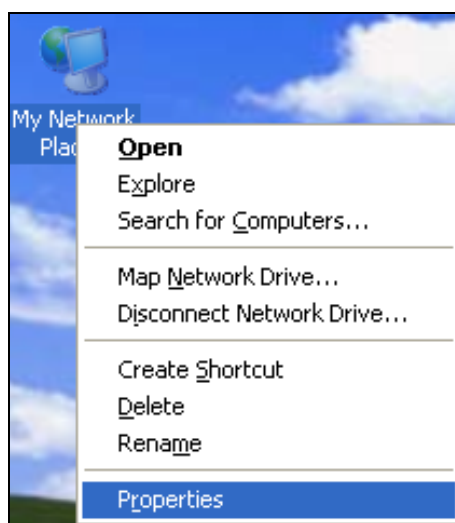 My Network
Plac
Open
Explore
Search for Computers...
Map Network Drive...
Disconnect Network Drive...
Create Shortcut
Delete
Rename
Properties